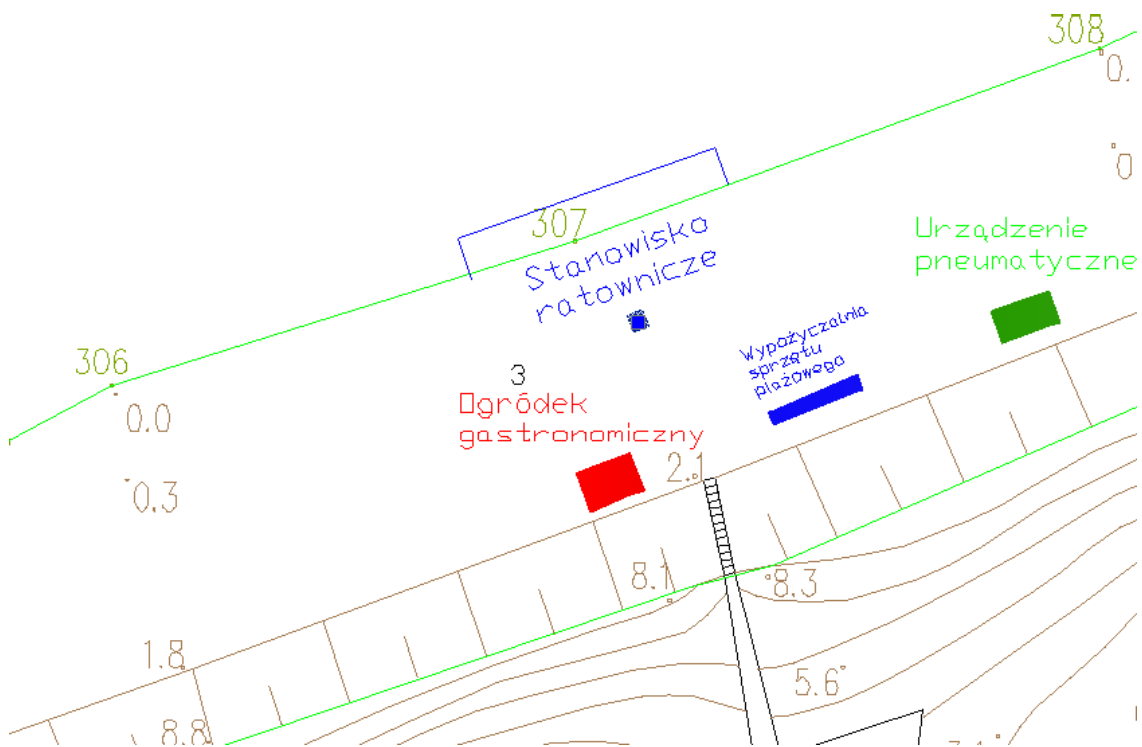 308
0.
0
307
Stanowisko
ratownicze
Urządzenie
pneumatyczne
306
0.0
0.3
3
Ogródek
gastronomiczny
Wypożyczalnia
sprzętu
plażowego
2.1
8.1
8.3
1.8
8.8
5.6